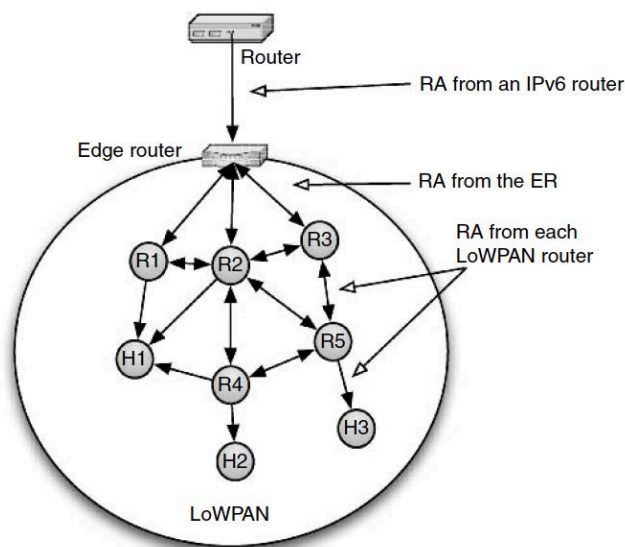 Router
RA from an IPv6 router
Edge router
RA from the ER
R3
RA from each
LoWPAN router
R1
R2
R5
H1
R4
H3
H2
LoWPAN